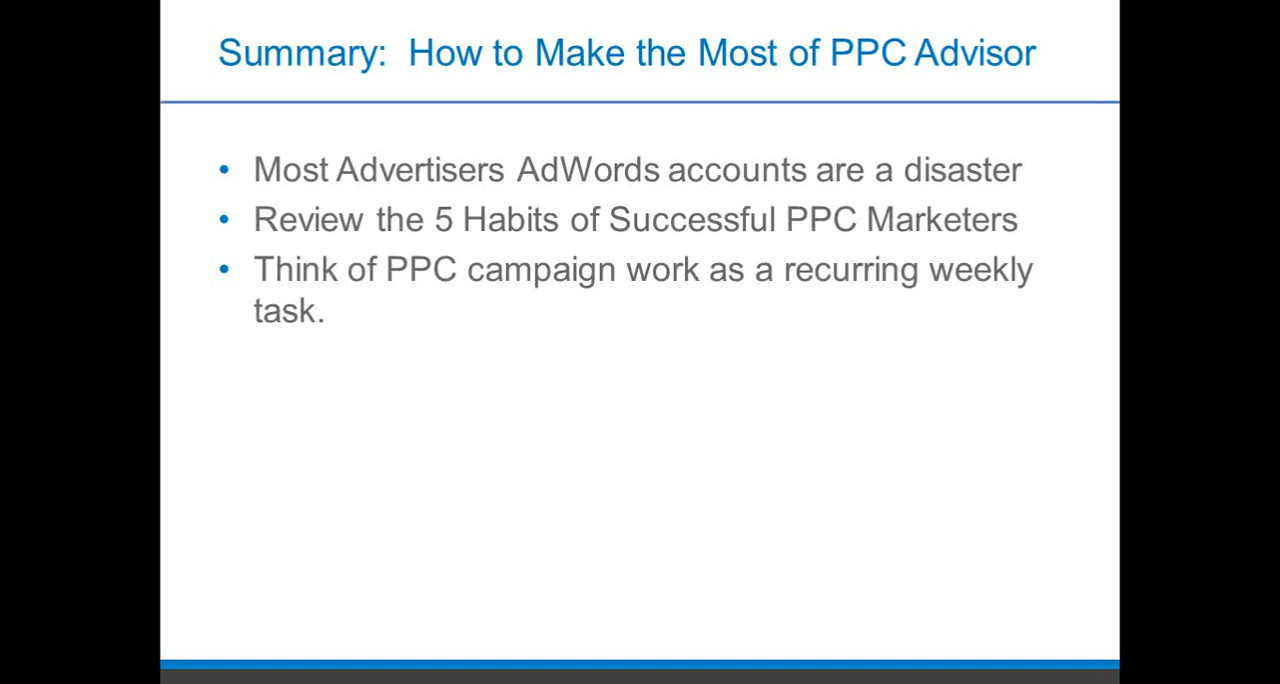 Summary: How to Make the Most of PPC Advisor
• Most Advertisers AdWords accounts are a disaster
• Review the 5 Habits of Successful PPC Marketers
• Think of PPC campaign work as a recurring weekly
task.